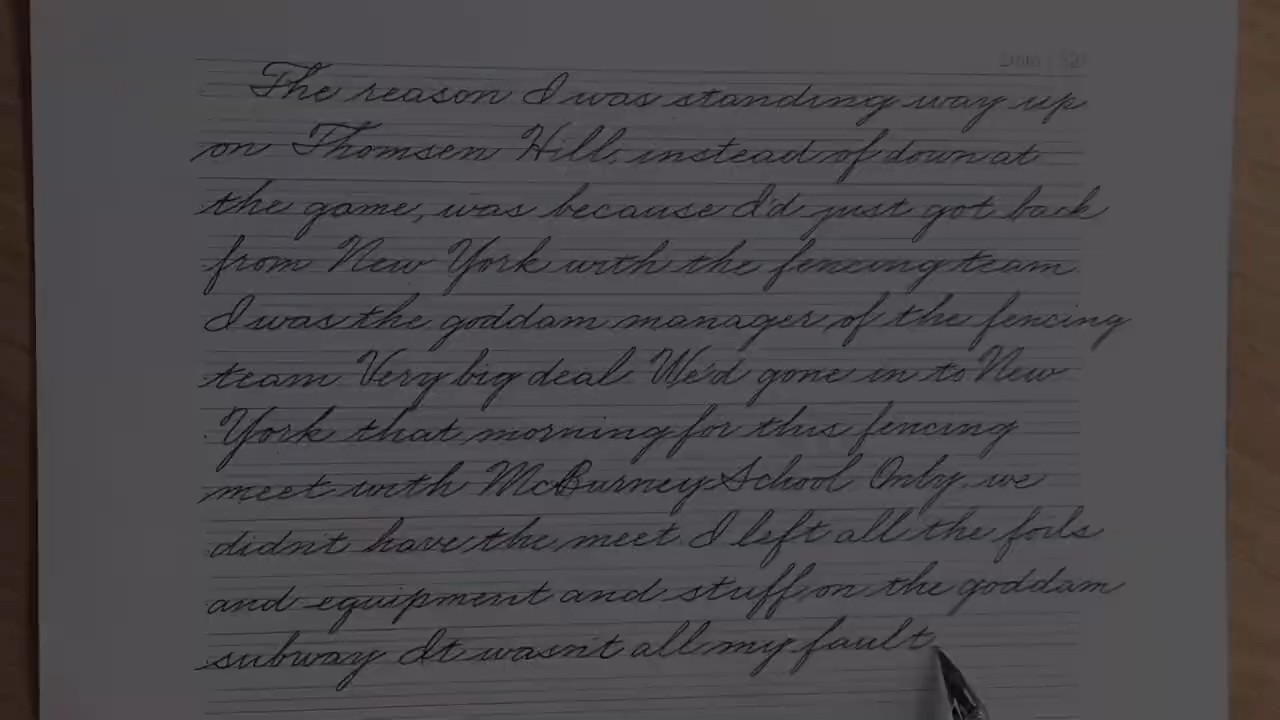 The reason I was standing way up
on Thomsen Hill, instead of down at
the game, was because I'd just got back
from New York with the fencing team.
I was the goddam manager of the fencing
team. Very big deal. We'd gone in to New
York that morning for this fencing
meet with McBurney School. Only, we
didn't have the meet. I left all the foils
and equipment and stuff on the goddam
subway. It wasn't all my fault.